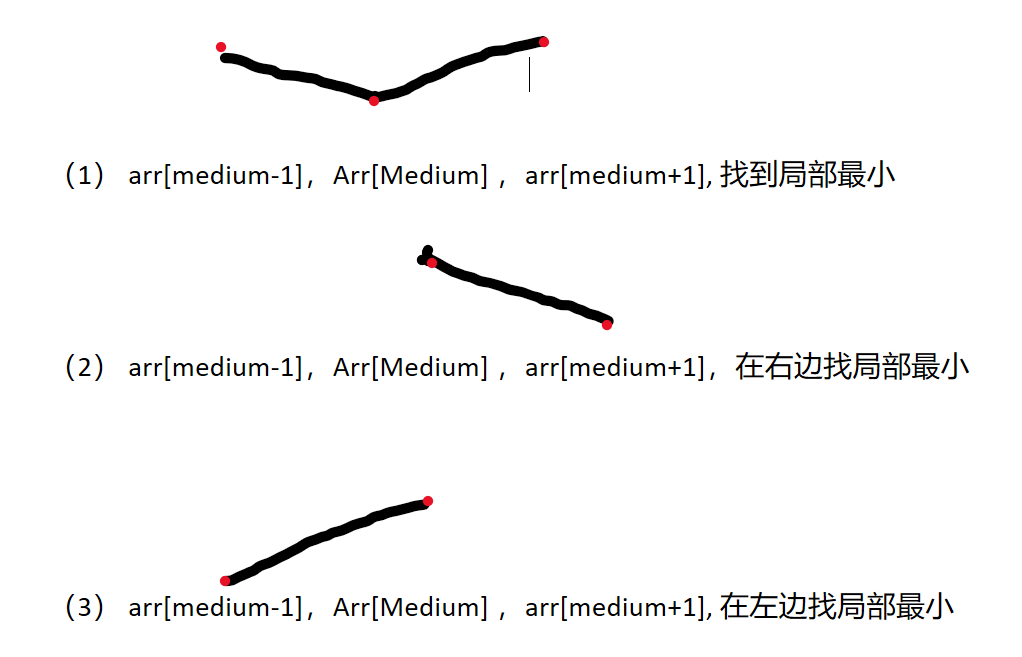 （1） arr[medium-1]，Arr[Medium] ，arr[medium+1], 找到局部最小
（2） arr[medium-1]，Arr[Medium] ，arr[medium+1]，在右边找局部最小
（3） arr[medium-1]，Arr[Medium] ，arr[medium+1], 在左边找局部最小